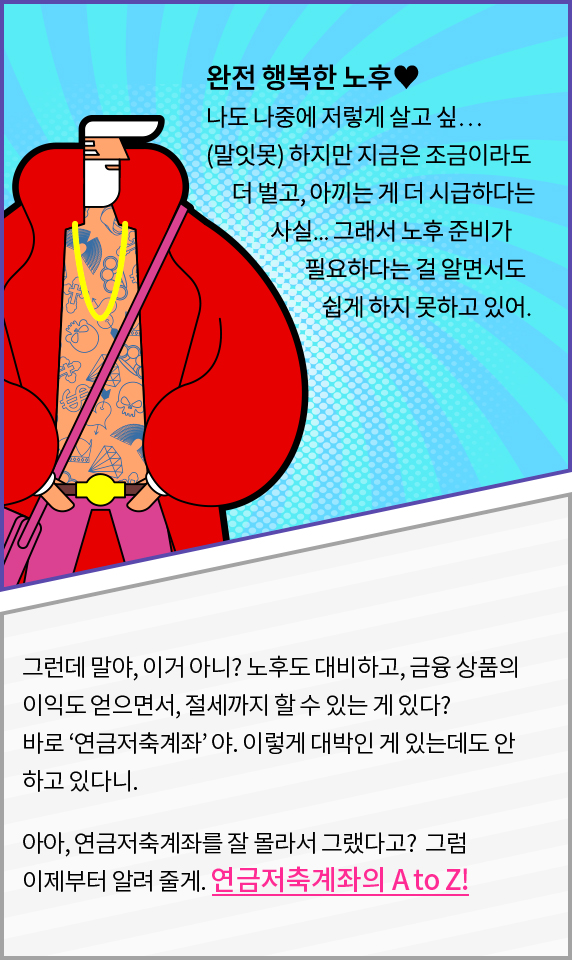 완전 행복한 노후♥
나도 나중에 저렇게 살고 싶…
(말잇못) 하지만 지금은 조금이라도
더 벌고, 아끼는 게 더 시급하다는
사실... 그래서 노후 준비가
필요하다는 걸 알면서도
쉽게 하지 못하고 있어.
그런데 말야, 이거 아니? 노후도 대비하고, 금융 상품의
이익도 얻으면서, 절세까지 할 수 있는 게 있다?
바로 ‘연금저축계좌’ 야. 이렇게 대박인 게 있는데도 안
하고 있다니.
아아, 연금저축계좌를 잘 몰라서 그랬다고? 그럼
이제부터 알려 줄게. 연금저축계좌의 A to Z!